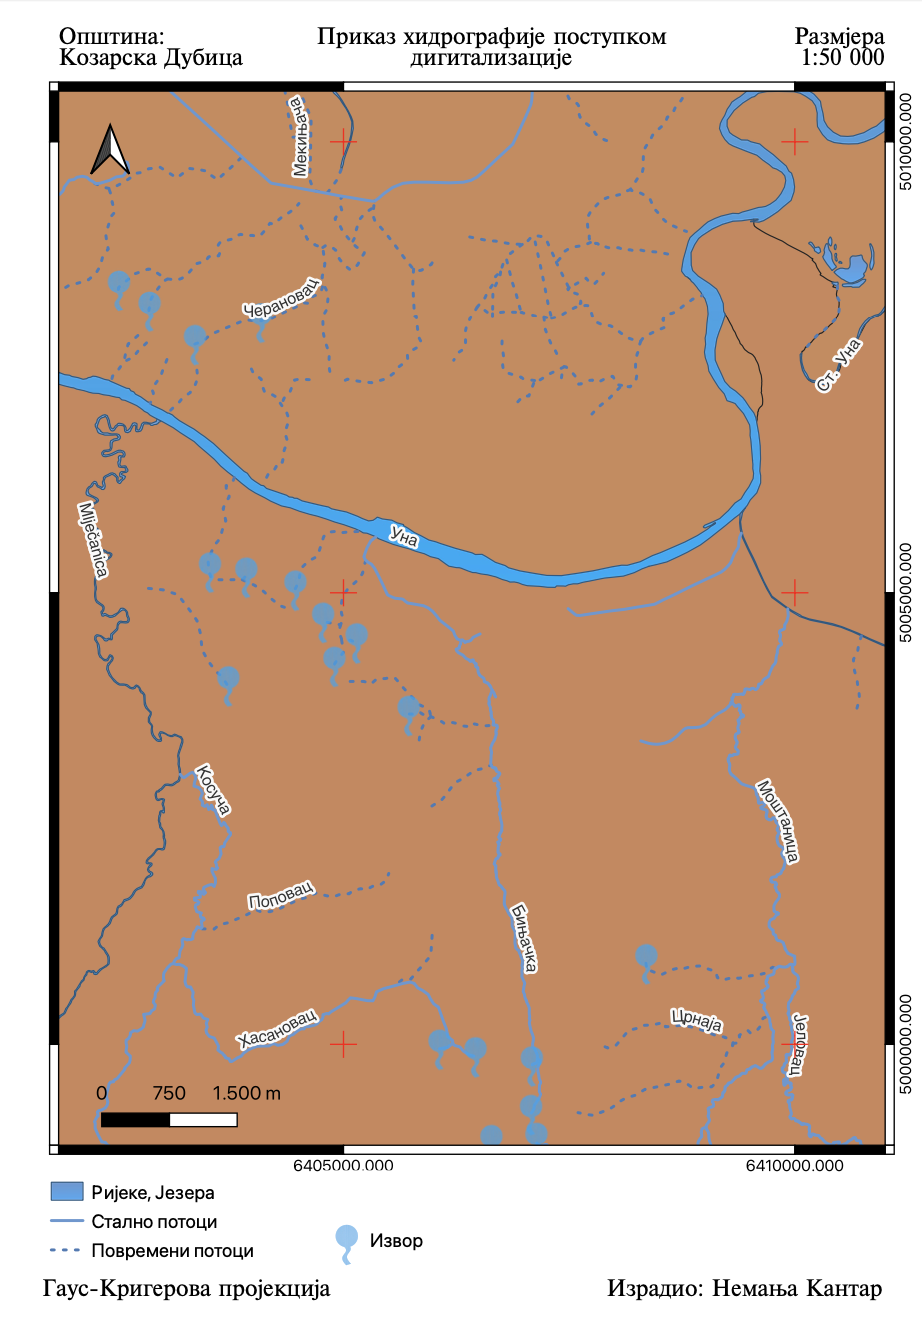 Општина:
Козарска Дубица
Приказ хидрографије поступком
дигитализације
Размјера
1:50 000
5010000.000
Мекињача
Черановац
Ст. Уна
Mlječanica
Уна
5005000.000
Косуча
Моштаница
Поповац
Бињачка
Хасановац
Црнаја
Јеловац
5000000.000
0 750 1.500 m
6405000.000 6410000.000
Ријеке, Језера
Стално потоци
Повремени потоци
Извор
Гаус-Кригерова пројекција
Израдио: Немања Кантар